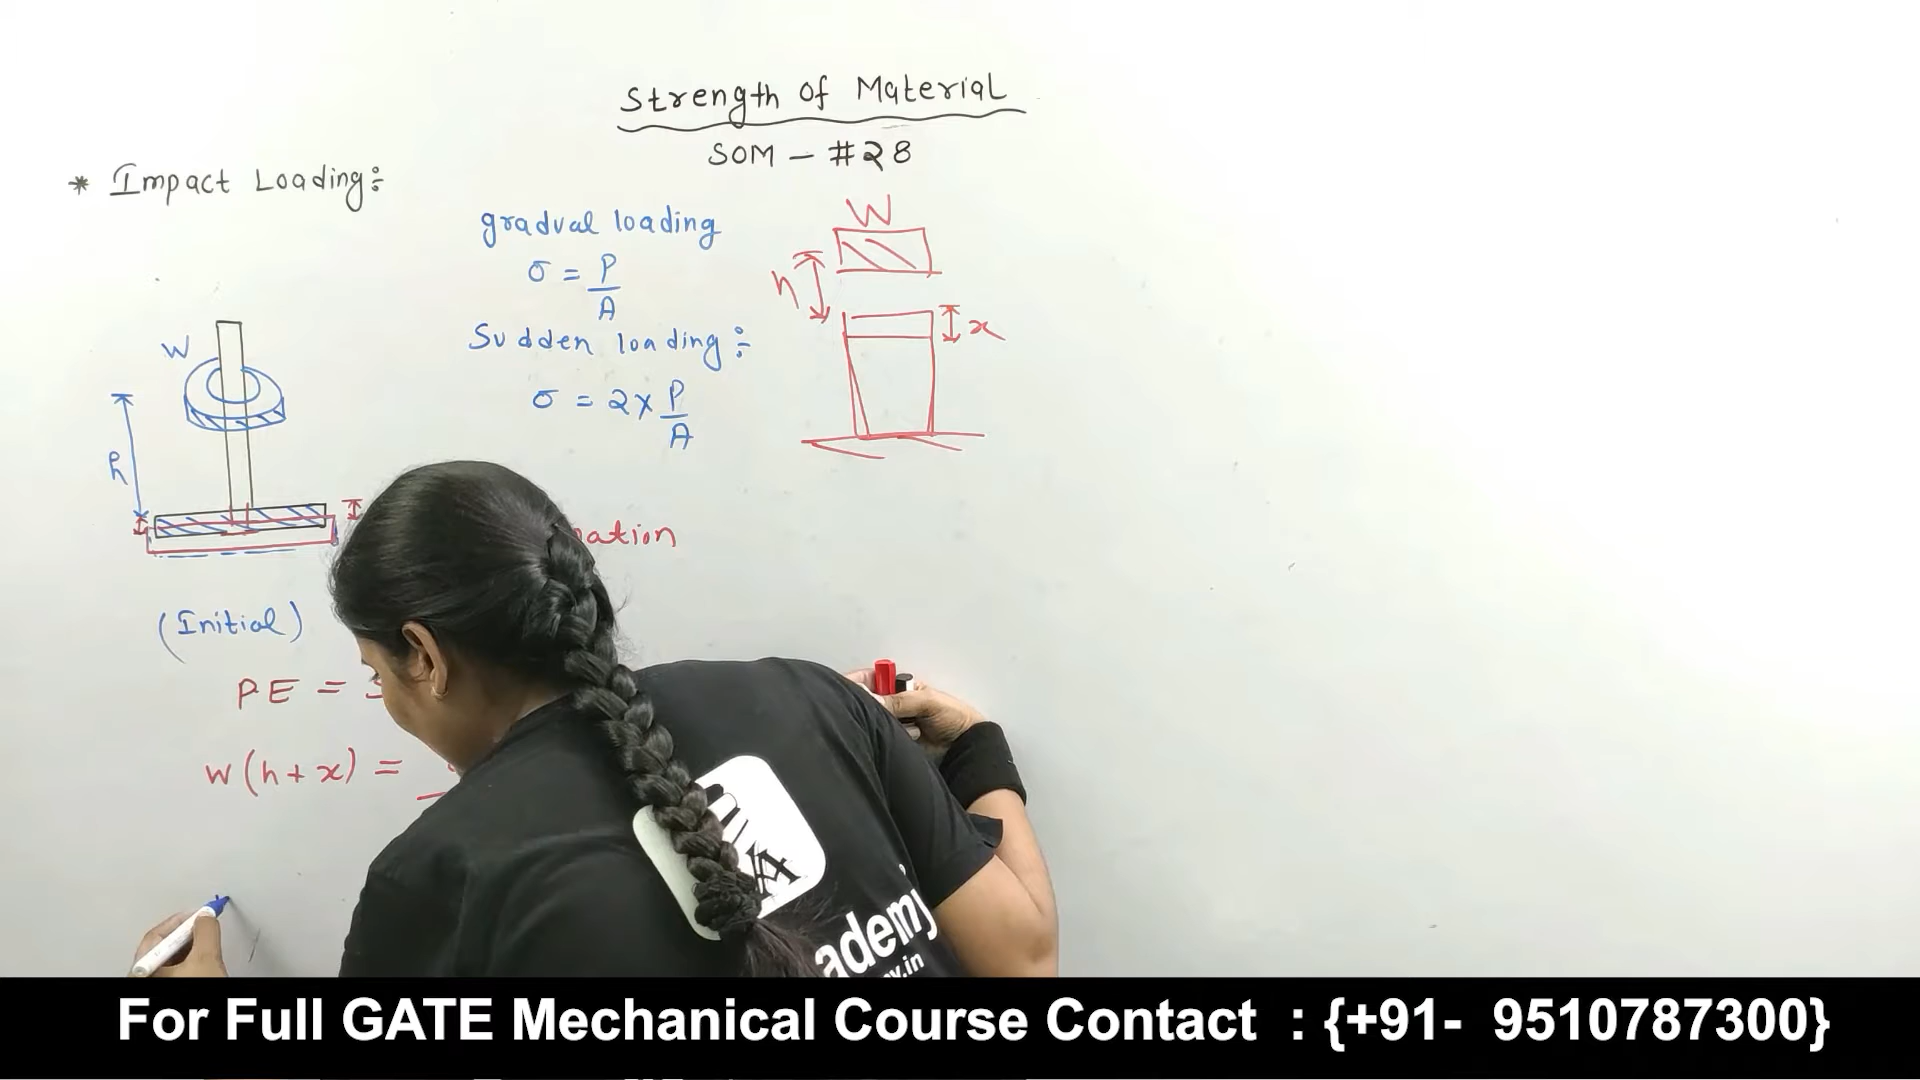 Strength of Material
SOM - #28
* Impact Loading:
gradual loading
σ = P/A
Sudden loading:
σ = 2 x P/A
W
h
x
W
h
(Initial)
PE =
W(h+x) =
ademy
For Full GATE Mechanical Course Contact : {+91- 9510787300}